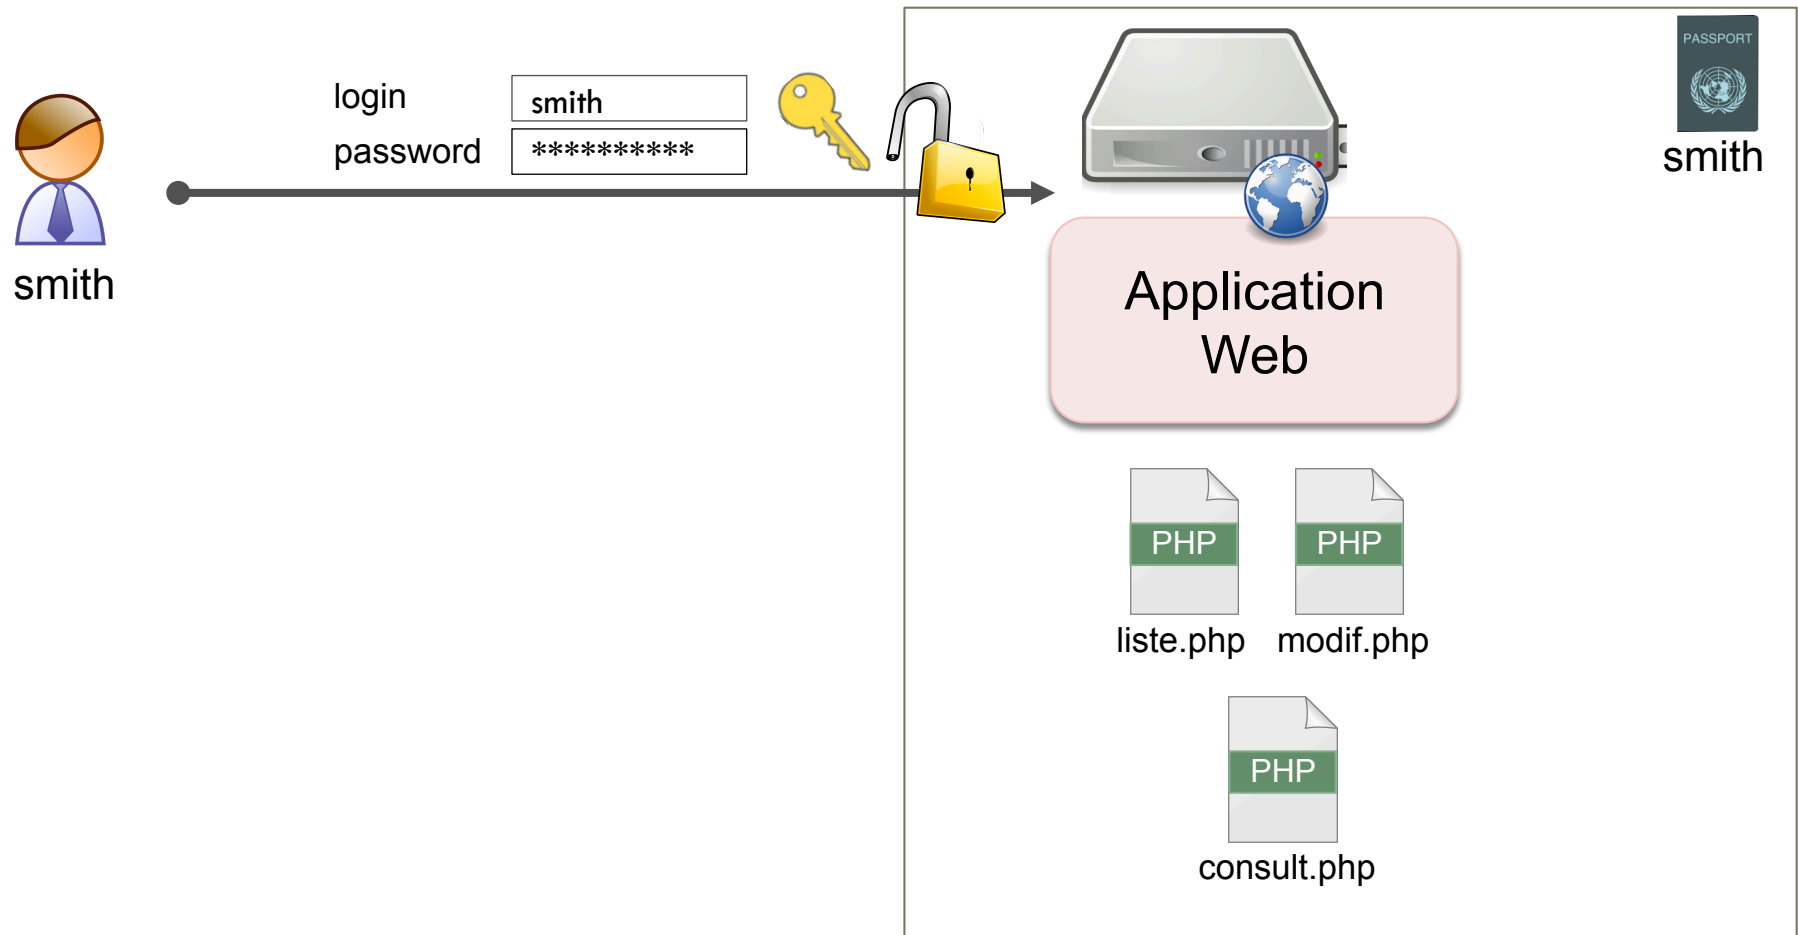 PASSPORT
login
smith
password
**********
smith
smith
Application
Web
PHP
PHP
liste.php
modif.php
PHP
consult.php